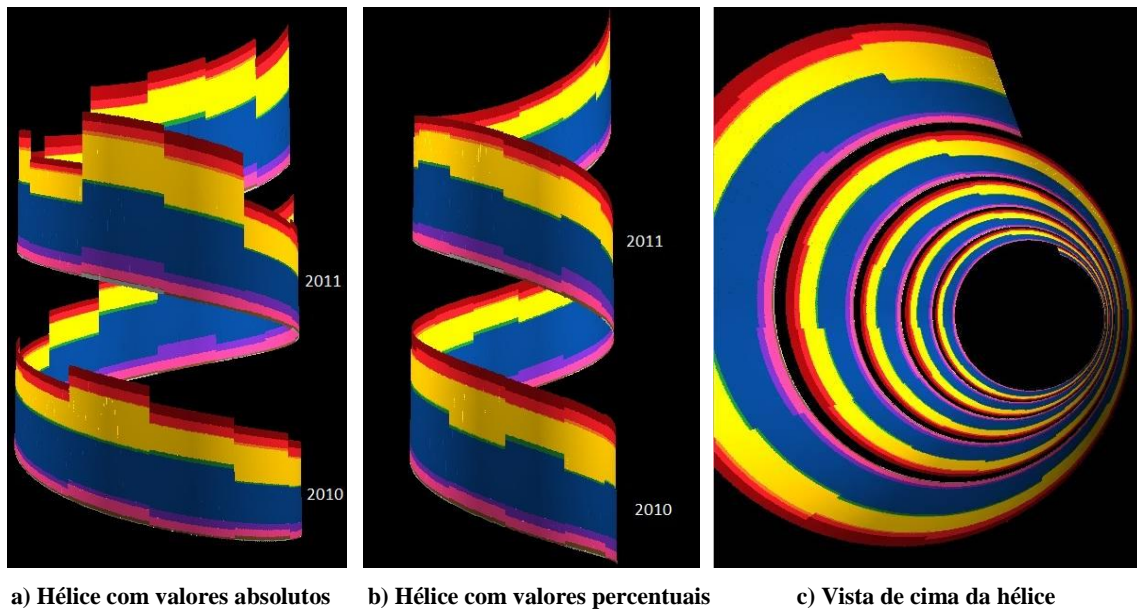 2011
2010
2011
2010
a) Hélice com valores absolutos
b) Hélice com valores percentuais
c) Vista de cima da hélice